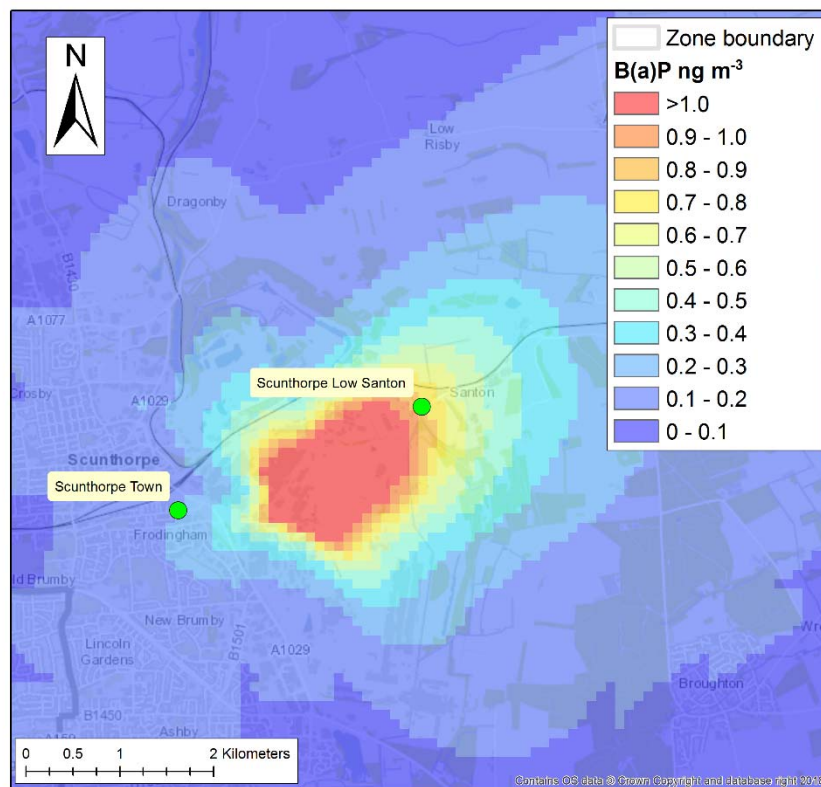 N
Zone boundary
B(a)P ng m⁻³
>1.0
0.9 - 1.0
0.8 - 0.9
0.7 - 0.8
0.6 - 0.7
0.5 - 0.6
0.4 - 0.5
0.3 - 0.4
0.2 - 0.3
0.1 - 0.2
0 - 0.1
Low
Risby
Dragonby
B1430
A1077
Scunthorpe Low Santon
Santon
Crosby
A1029
Scunthorpe
Scunthorpe Town
Frodingham
ld Brumby
New Brumby
B1501
Lincoln
Gardens
A1029
Broughton
B1450
Ashby
0 0.5 1 2 Kilometers
Contains OS data © Crown Copyright and database right